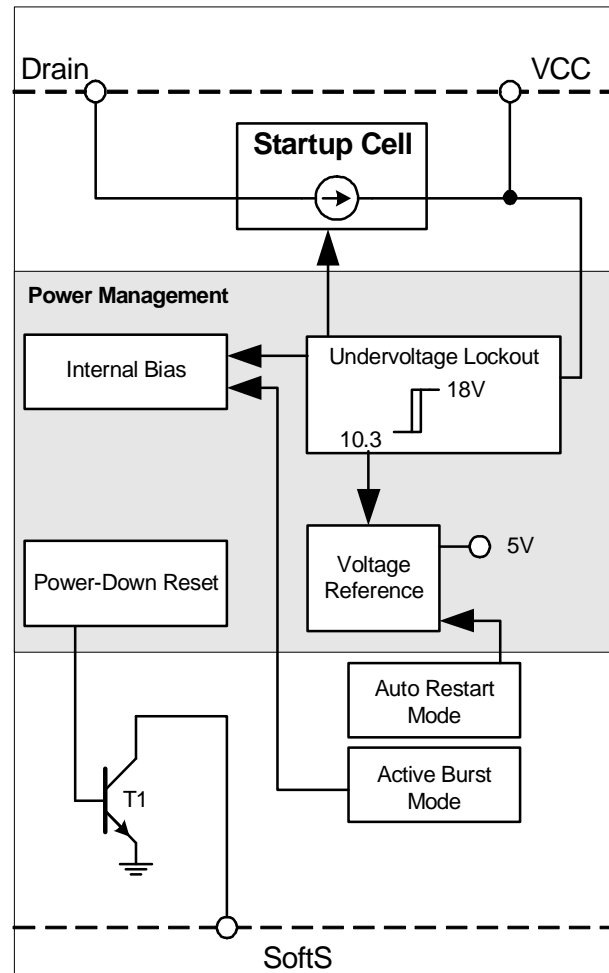 Drain
VCC
Startup Cell
Power Management
Internal Bias
Undervoltage Lockout
18V
10.3
Power-Down Reset
Voltage
Reference
5V
Auto Restart
Mode
Active Burst
Mode
T1
SoftS